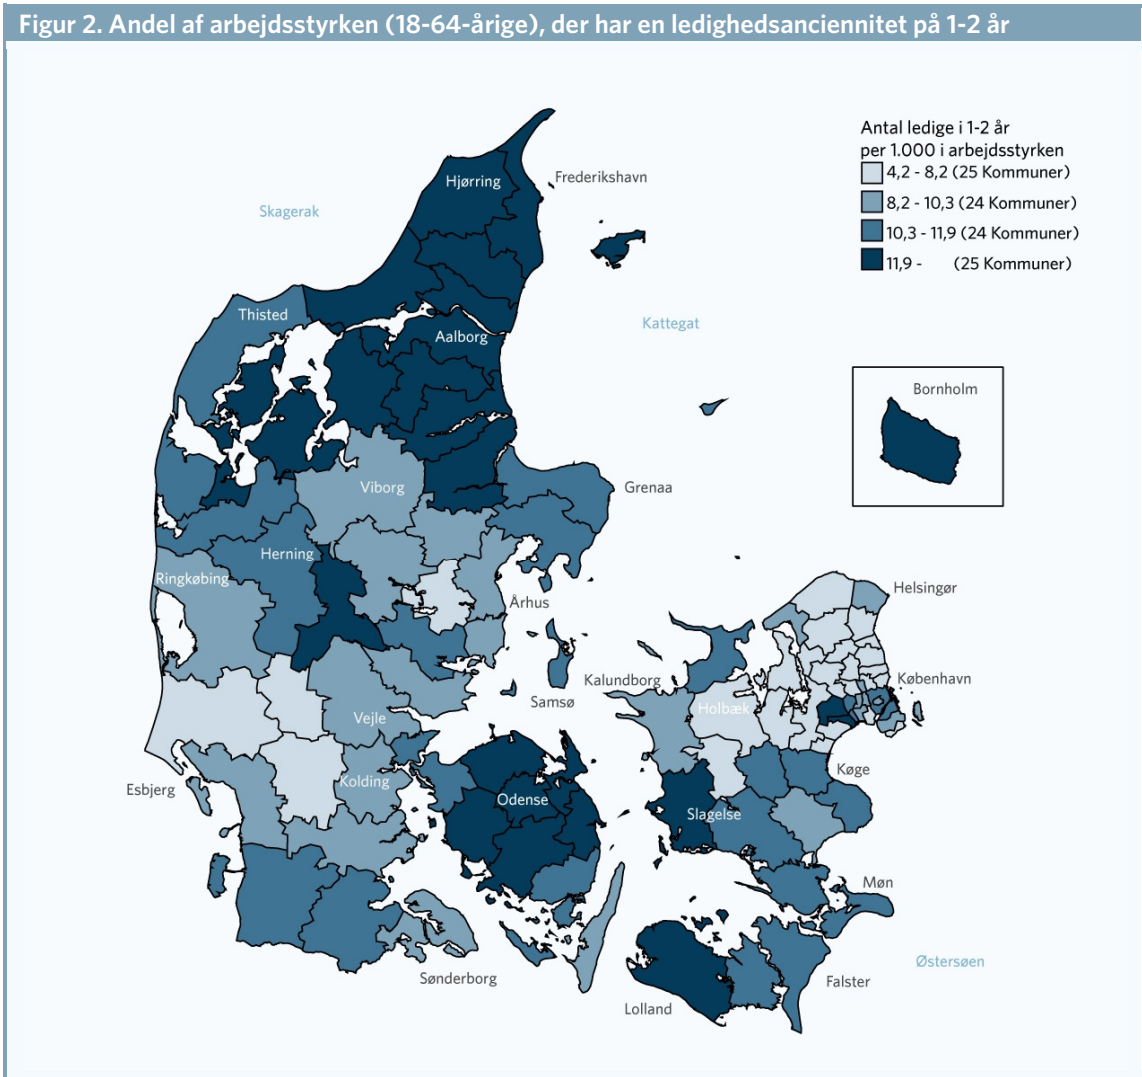 Figur 2. Andel af arbejdsstyrken (18-64-årige), der har en ledighedsanciennitet på 1-2 år
Antal ledige i 1-2 år
per 1.000 i arbejdsstyrken
4,2 - 8,2 (25 Kommuner)
8,2 - 10,3 (24 Kommuner)
10,3 - 11,9 (24 Kommuner)
11,9 - (25 Kommuner)
Hjørring
Frederikshavn
Skagerak
Thisted
Kattegat
Aalborg
Bornholm
Viborg
Grenaa
Herning
Ringkøbing
Helsingør
Århus
Kalundborg
København
Samsø
Holbæk
Vejle
Køge
Kolding
Esbjerg
Odense
Slagelse
Møn
Østersøen
Sønderborg
Falster
Lolland